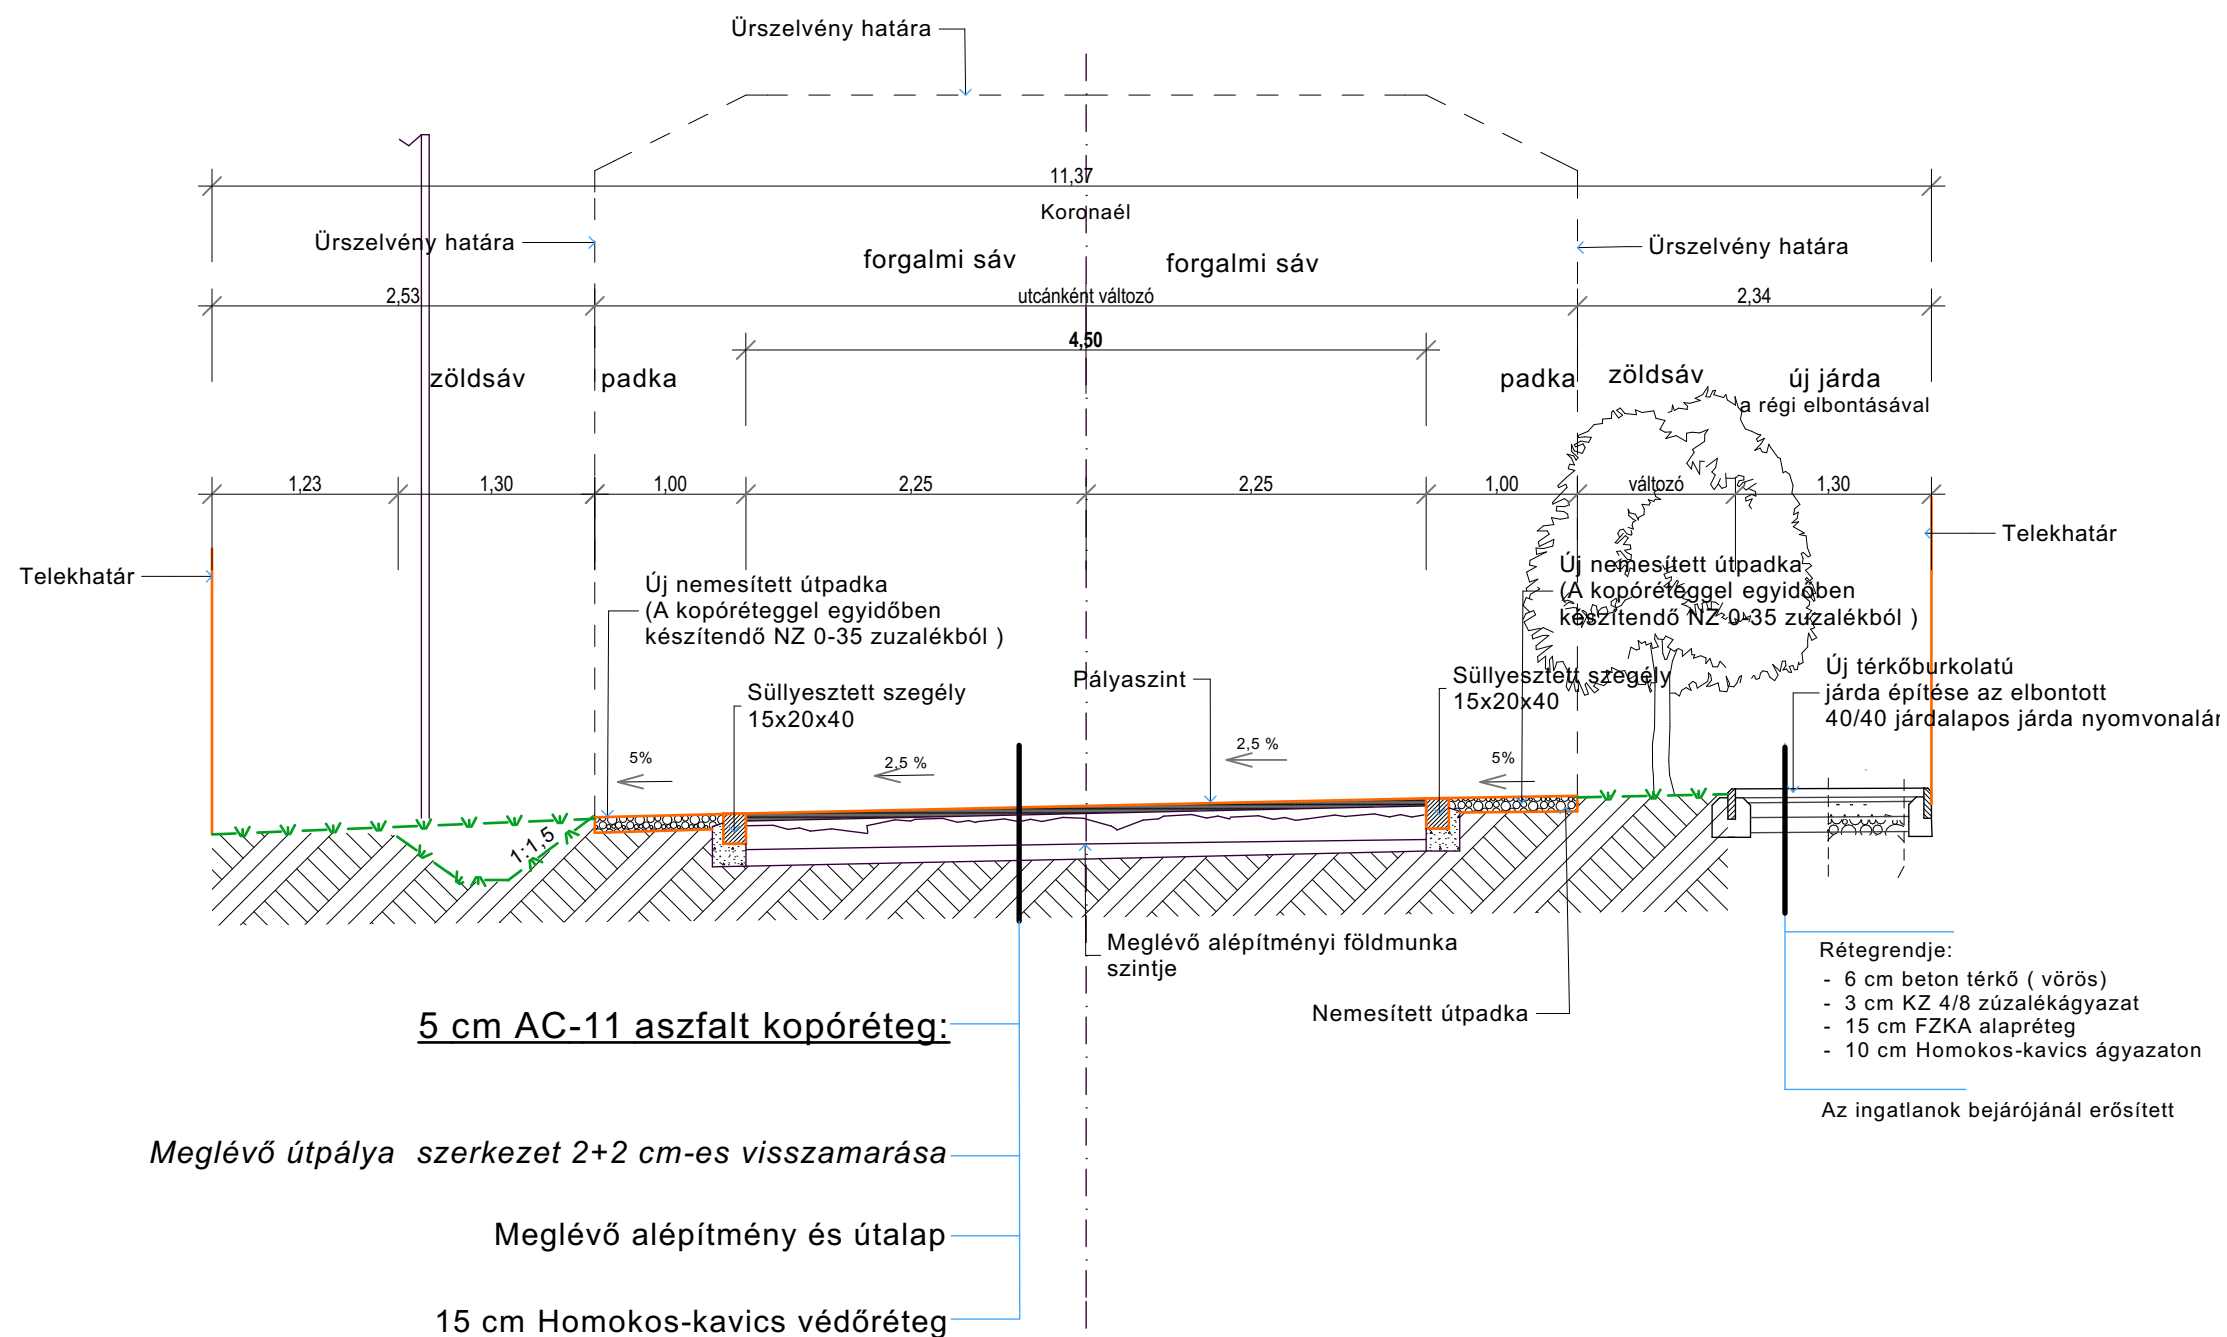 Ürszelvény határa
11,37
Koronaél
Ürszelvény határa
forgalmi sáv
forgalmi sáv
Ürszelvény határa
2,53
utcánként változó
2,34
4,50
zöldsáv
padka
padka
zöldsáv
új járda
a régi elbontásával
1,23
1,30
1,00
2,25
2,25
1,00
változó
1,30
Telekhatár
Telekhatár
Új nemesített útpadka
(A kopóréteggel egyidőben
készítendő NZ 0-35 zuzalékból )
Új nemesített útpadka
(A kopóréteggel egyidőben
készítendő NZ 0-35 zuzalékból )
Süllyesztett szegély
15x20x40
Pályaszint
Süllyesztett szegély
15x20x40
Új térkőburkolatú
járda építése az elbontott
40/40 járdalapos járda
5%
2,5 %
2,5 %
5%
1:1,5
Meglévő alépítményi földmunka
szintje
Nemesített útpadka
Rétegrendje:
- 6 cm beton térkő ( vörös)
- 3 cm KZ 4/8 zúzalékágyazat
- 15 cm FZKA alapréteg
- 10 cm Homokos-kavics ágyazaton
Az ingatlanok bejárójánál erősített
5 cm AC-11 aszfalt kopóréteg:
Meglévő útpálya szerkezet 2+2 cm-es visszamarása
Meglévő alépítmény és útalap
15 cm Homokos-kavics védőréteg